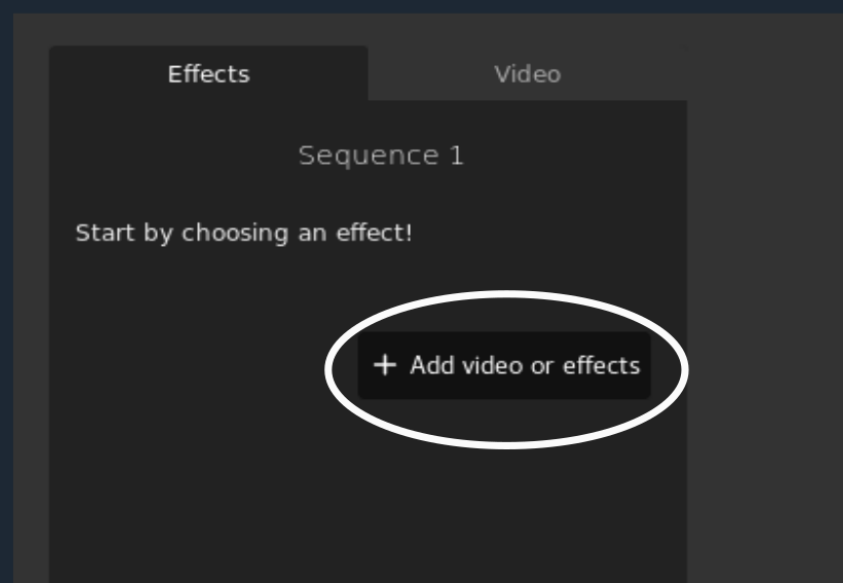 Effects
Video
Sequence 1
Start by choosing an effect!
+ Add video or effects